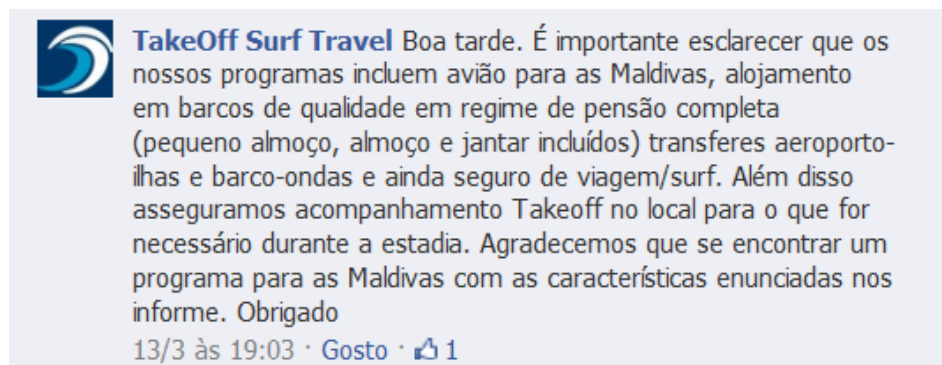 TakeOff Surf Travel Boa tarde. É importante esclarecer que os
nossos programas incluem avião para as Maldivas, alojamento
em barcos de qualidade em regime de pensão completa
(pequeno almoço, almoço e jantar incluídos) transferes aeroporto-
ilhas e barco-ondas e ainda seguro de viagem/surf. Além disso
asseguramos acompanhamento Takeoff no local para o que for
necessário durante a estadia. Agradecemos que se encontrar um
programa para as Maldivas com as características enunciadas nos
informe. Obrigado
13/3 às 19:03 · Gosto · 1